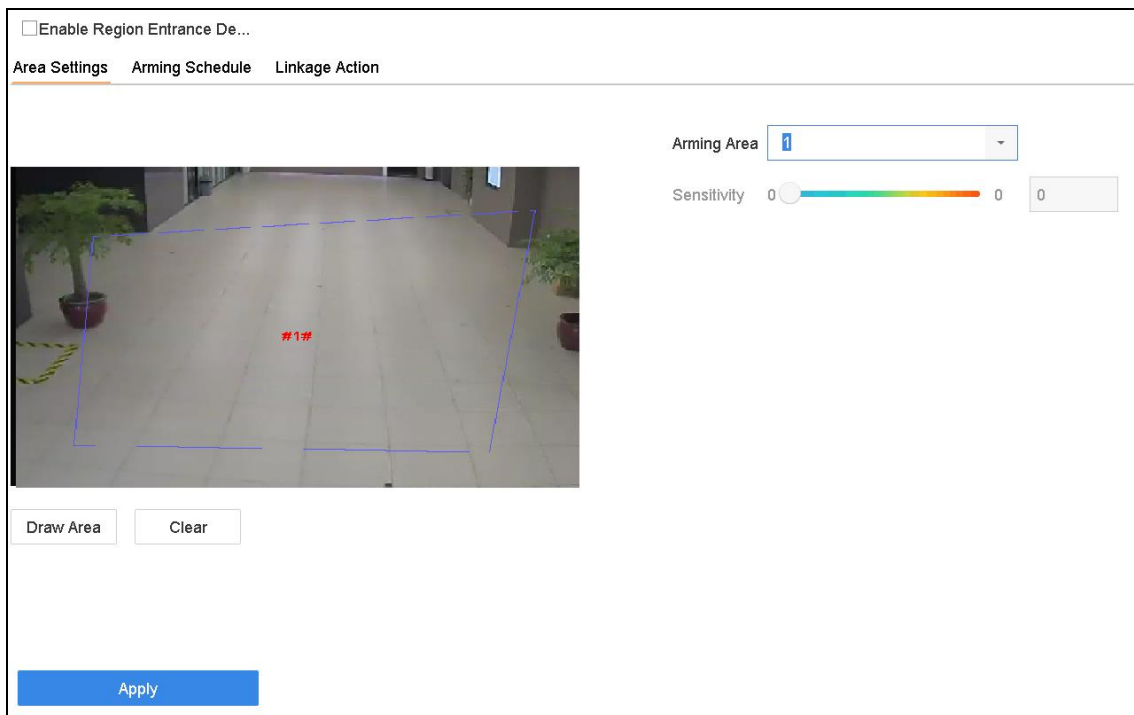 Enable Region Entrance De...
Area Settings Arming Schedule Linkage Action
Arming Area 1
Sensitivity 0 0 0
#1#
Draw Area Clear
Apply